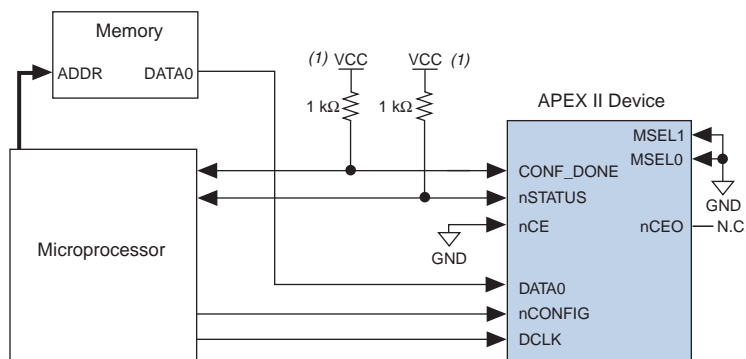 Memory
ADDR DATA0
(1) VCC VCC (1)
1 kΩ 1 kΩ
APEX II Device
MSEL1
MSEL0
GND
CONF_DONE
nSTATUS
nCE nCEO N.C
GND
Microprocessor
DATA0
nCONFIG
DCLK